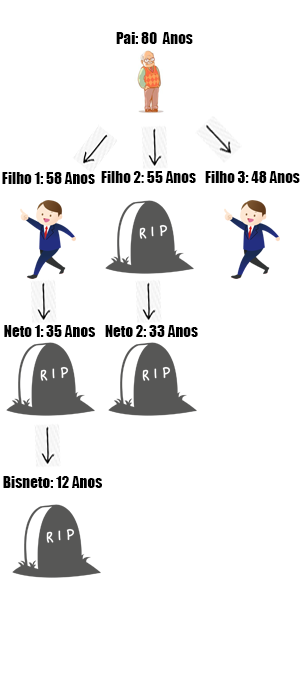 Pai: 80 Anos
Filho 1: 58 Anos Filho 2: 55 Anos Filho 3: 48 Anos
RIP
Neto 1: 35 Anos Neto 2: 33 Anos
RIP RIP
Bisneto: 12 Anos
RIP